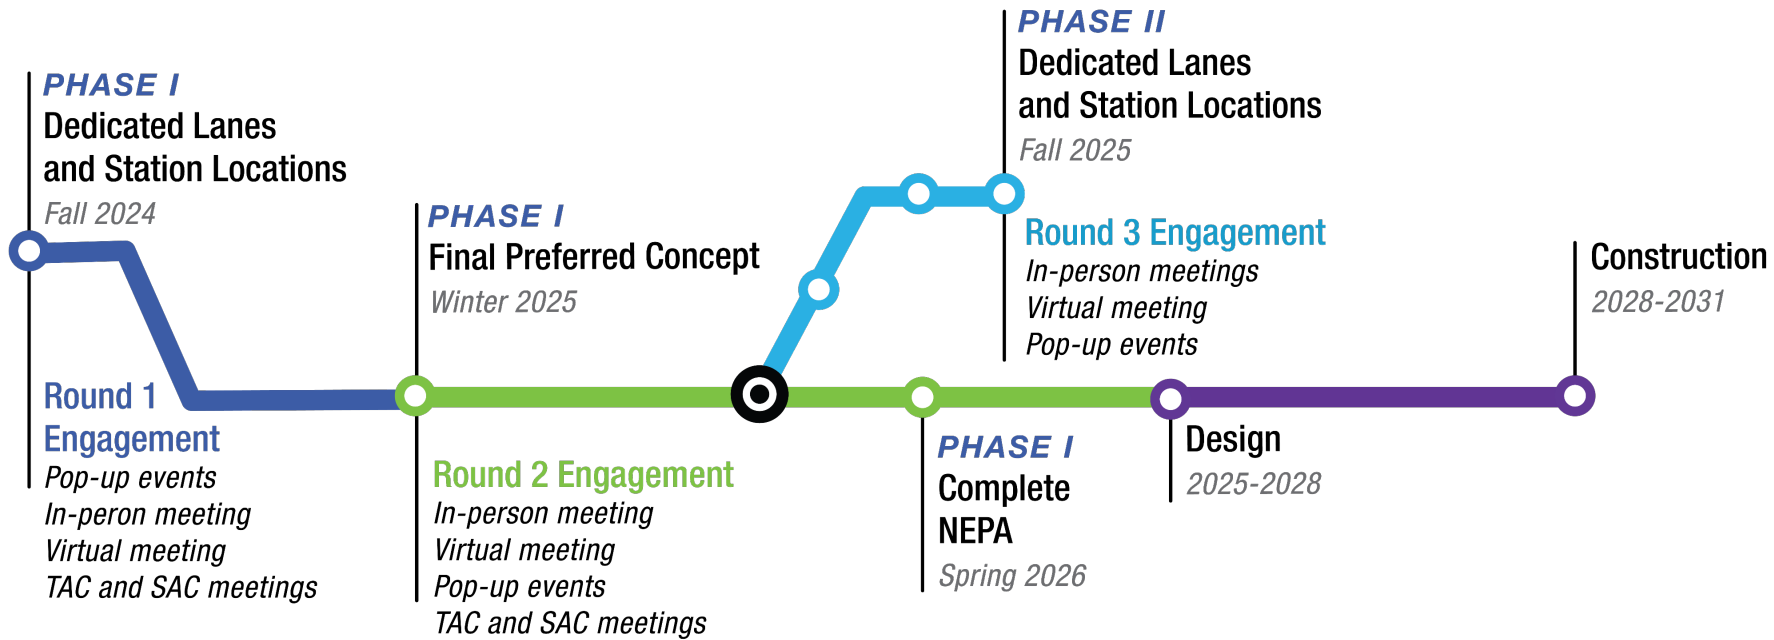 PHASE I
Dedicated Lanes
and Station Locations
Fall 2024
Round 1
Engagement
Pop-up events
In-peron meeting
Virtual meeting
TAC and SAC meetings
PHASE I
Final Preferred Concept
Winter 2025
Round 2 Engagement
In-person meeting
Virtual meeting
Pop-up events
TAC and SAC meetings
PHASE II
Dedicated Lanes
and Station Locations
Fall 2025
Round 3 Engagement
In-person meetings
Virtual meeting
Pop-up events
PHASE I
Complete
NEPA
Spring 2026
Design
2025-2028
Construction
2028-2031